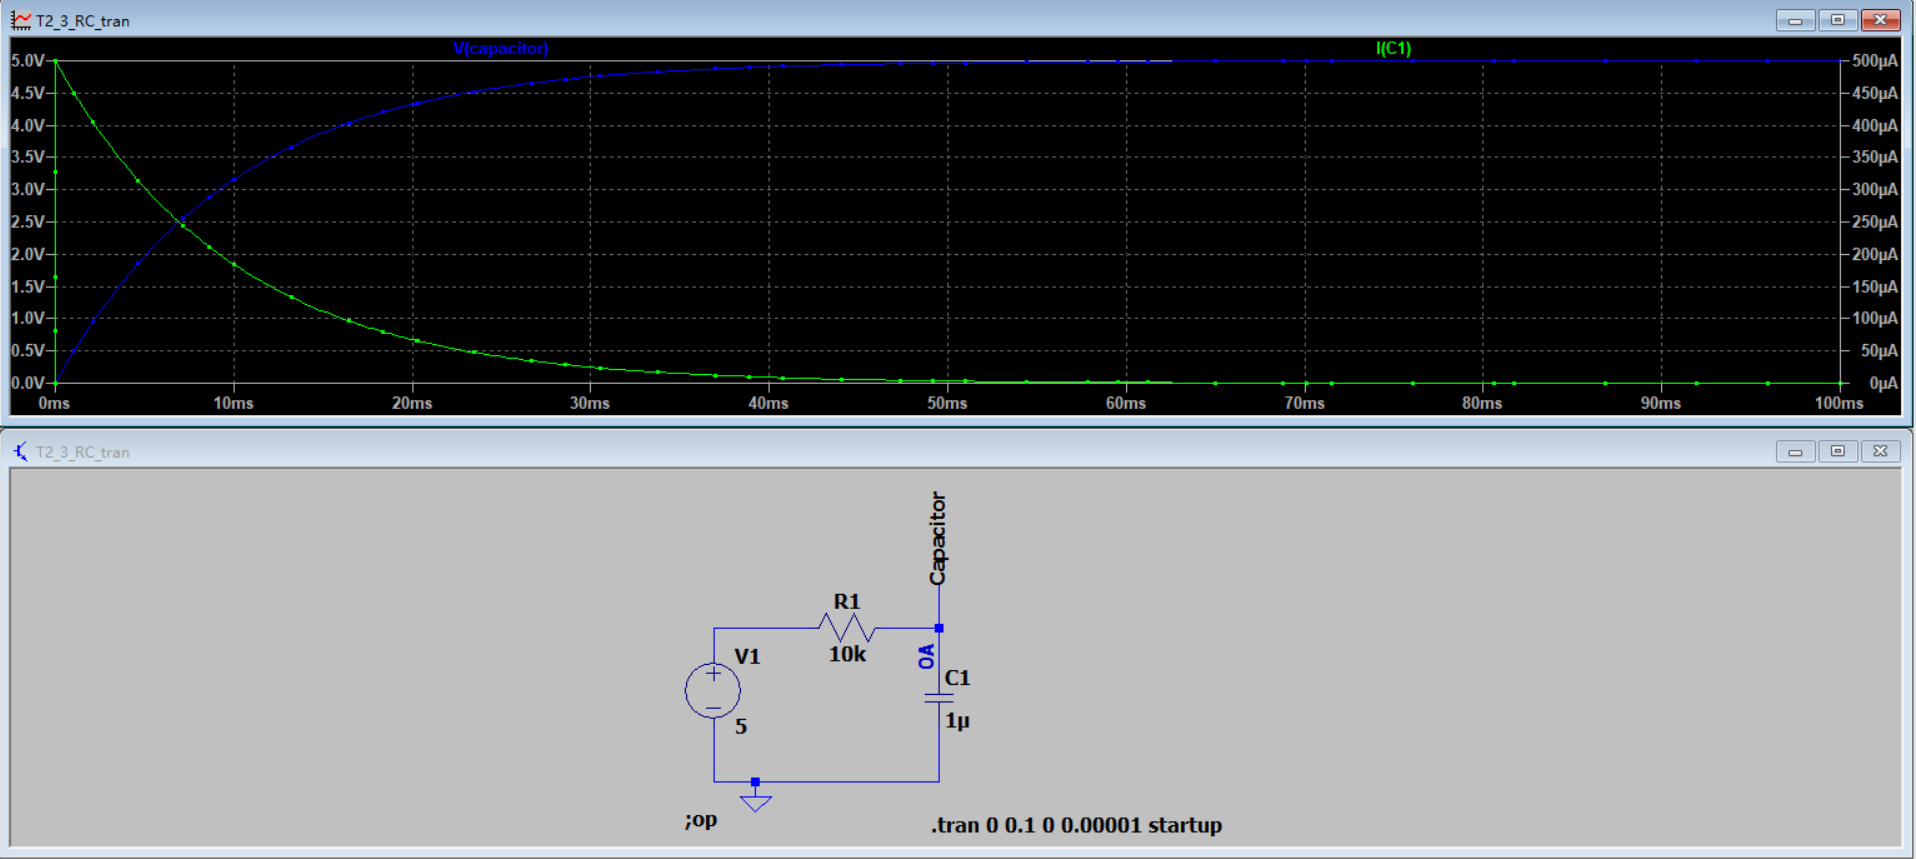 T2_3_RC_tran
V(capacitor) I(C1)
5.0V 500µA
4.5V 450µA
4.0V 400µA
3.5V 350µA
3.0V 300µA
2.5V 250µA
2.0V 200µA
1.5V 150µA
1.0V 100µA
0.5V 50µA
0.0V 0µA
0ms 10ms 20ms 30ms 40ms 50ms 60ms 70ms 80ms 90ms 100ms
T2_3_RC_tran
Capacitor
R1
10k
V1
5
0A
C1
1µ
;op
.tran 0 0.1 0 0.00001 startup